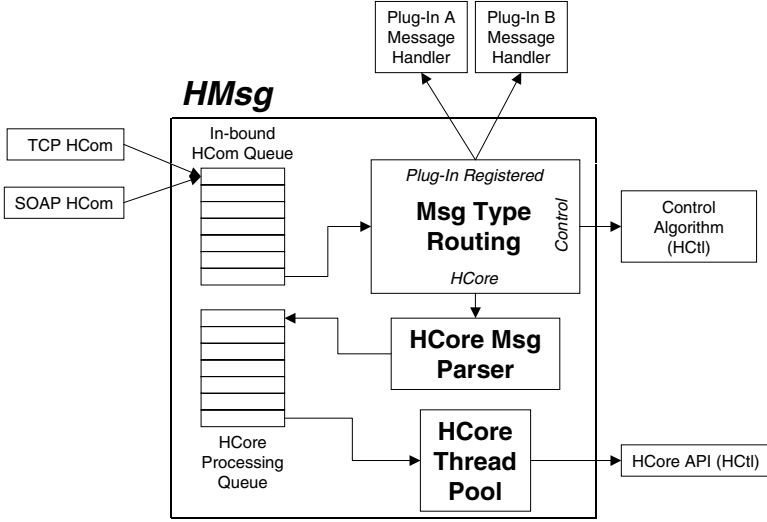 Plug-In A
Message
Handler
Plug-In B
Message
Handler
HMsg
TCP HCom
SOAP HCom
In-bound
HCom Queue
Plug-In Registered
Msg Type
Routing
Control
HCore
Control
Algorithm
(HCtl)
HCore Msg
Parser
HCore
Processing
Queue
HCore
Thread
Pool
HCore API (HCtl)